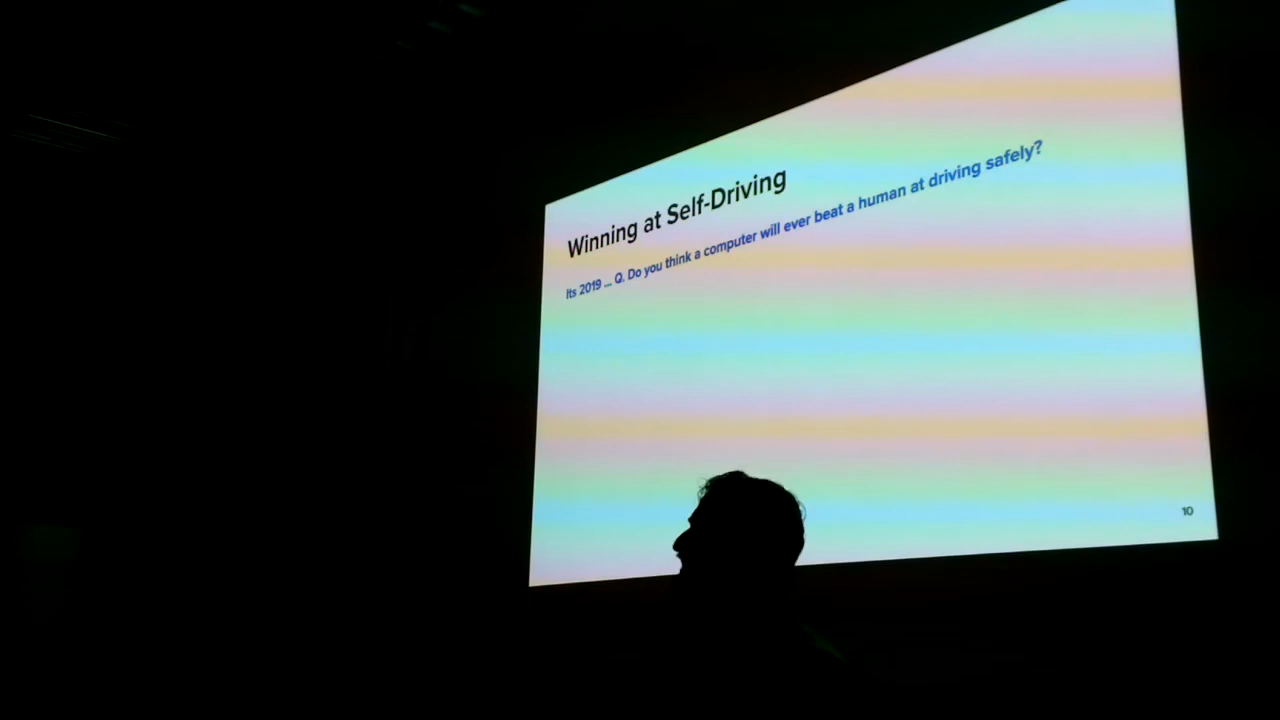 Winning at Self-Driving
Its 2019 ... Q. Do you think a computer will ever beat a human at driving safely?
10